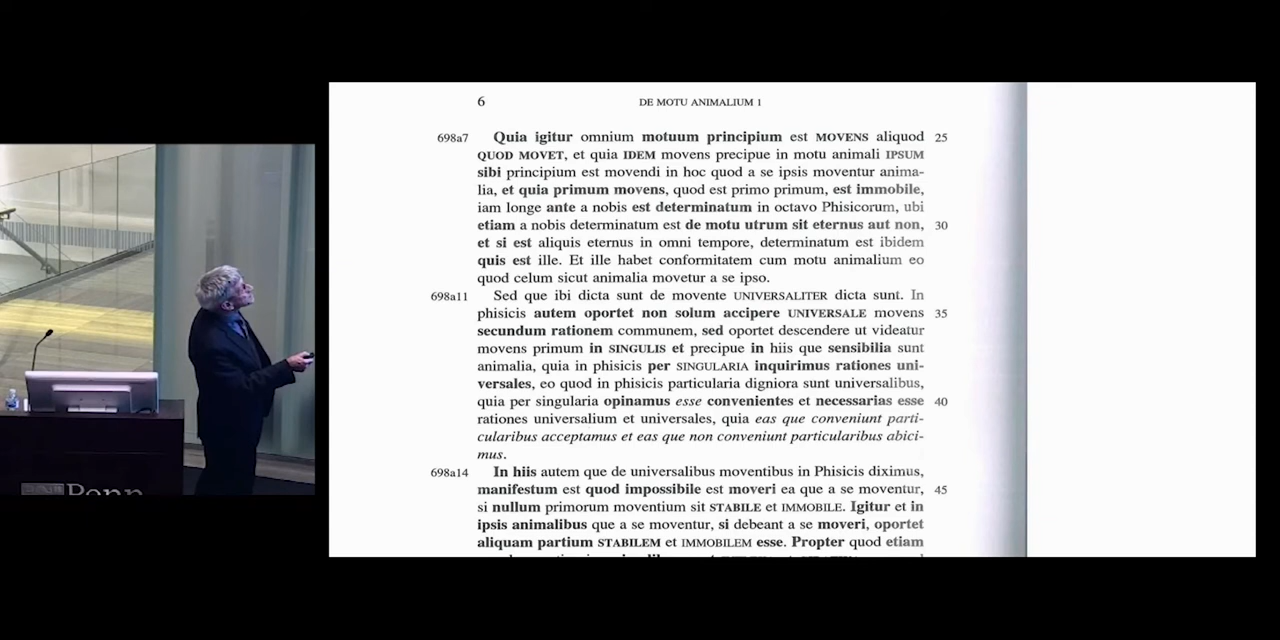 6 DE MOTU ANIMALIUM 1
698a7 Quia igitur omnium motuum principium est MOVENS aliquod 25
QUOD MOVET, et quia IDEM movens precipue in motu animali IPSUM
sibi principium est movendi in hoc quod a se ipsis moventur anima-
lia, et quia primum movens, quod est primo primum, est immobile,
iam longe ante a nobis est determinatum in octavo Phisicorum, ubi
etiam a nobis determinatum est de motu utrum sit eternus aut non, 30
et si est aliquis eternus in omni tempore, determinatum est ibidem
quis est ille. Et ille habet conformitatem cum motu animalium eo
quod celum sicut animalia movetur a se ipso.
698a11 Sed que ibi dicta sunt de movente UNIVERSALITER dicta sunt. In
phisicis autem oportet non solum accipere UNIVERSALE movens 35
secundum rationem communem, sed oportet descendere ut videatur
movens primum in SINGULIS et precipue in hiis que sensibilia sunt
animalia, quia in phisicis per SINGULARIA inquirimus rationes uni-
versales, eo quod in phisicis particularia digniora sunt universalibus,
quia per singularia opinamus esse convenientes et necessarias esse 40
rationes universalium et universales, quia eas que conveniunt parti-
cularibus acceptamus et eas que non conveniunt particularibus abici-
mus.
698a14 In hiis autem que de universalibus moventibus in Phisicis diximus,
manifestum est quod impossibile est moveri ea que a se moventur, 45
si nullum primorum moventium sit STABILE et IMMOBILE. Igitur et in
ipsis animalibus que a se moventur, si debeant a se moveri, oportet
aliquam partium STABILEM et IMMOBILEM esse. Propter quod etiam
Penn